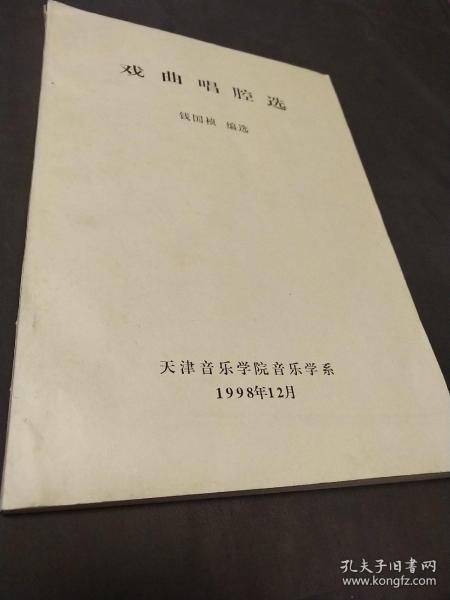 戏曲唱腔选
钱国桢 编选
天津音乐学院音乐学系
1998年12月
孔夫子旧书网
www.kongfz.com